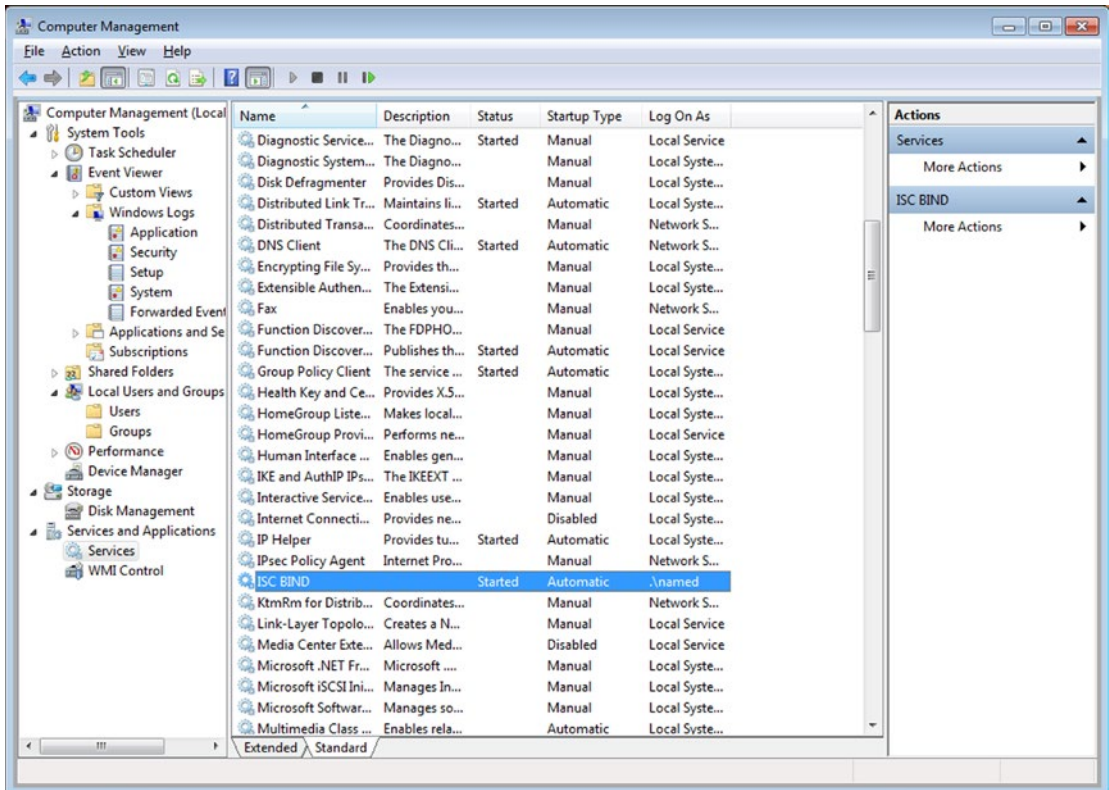 Computer Management
File Action View Help
Computer Management (Local
System Tools
Task Scheduler
Event Viewer
Custom Views
Windows Logs
Application
Security
Setup
System
Forwarded Event
Applications and Se
Subscriptions
Shared Folders
Local Users and Groups
Users
Groups
Performance
Device Manager
Storage
Disk Management
Services and Applications
Services
WMI Control
Name Description Status Startup Type Log On As
Diagnostic Service... The Diagno... Started Manual Local Service
Diagnostic System... The Diagno... Manual Local Syste...
Disk Defragmenter Provides Dis... Manual Local Syste...
Distributed Link Tr... Maintains li... Started Automatic Local Syste...
Distributed Transa... Coordinates... Manual Network S...
DNS Client The DNS Cli... Started Automatic Network S...
Encrypting File Sy... Provides th... Manual Local Syste...
Extensible Authen... The Extensi... Manual Local Syste...
Fax Enables you... Manual Network S...
Function Discover... The FDPHO... Manual Local Service
Function Discover... Publishes th... Started Automatic Local Service
Group Policy Client The service ... Started Automatic Local Syste...
Health Key and Ce... Provides X.5... Manual Local Syste...
HomeGroup Liste... Makes local... Manual Local Syste...
HomeGroup Provi... Performs ne... Manual Local Service
Human Interface ... Enables gen... Manual Local Syste...
IKE and AuthIP IPs... The IKEEXT ... Manual Local Syste...
Interactive Service... Enables use... Manual Local Syste...
Internet Connecti... Provides ne... Disabled Local Syste...
IP Helper Provides tu... Started Automatic Local Syste...
IPsec Policy Agent Internet Pro... Manual Network S...
ISC BIND Started Automatic .\named
KtmRm for Distrib... Coordinates... Manual Network S...
Link-Layer Topolo... Creates a N... Manual Local Service
Media Center Exte... Allows Med... Disabled Local Service
Microsoft .NET Fr... Microsoft .... Manual Local Syste...
Microsoft iSCSI Ini... Manages In... Manual Local Syste...
Microsoft Softwar... Manages so... Manual Local Syste...
Multimedia Class ... Enables rela... Automatic Local Syste...
Extended Standard
Actions
Services
More Actions
ISC BIND
More Actions